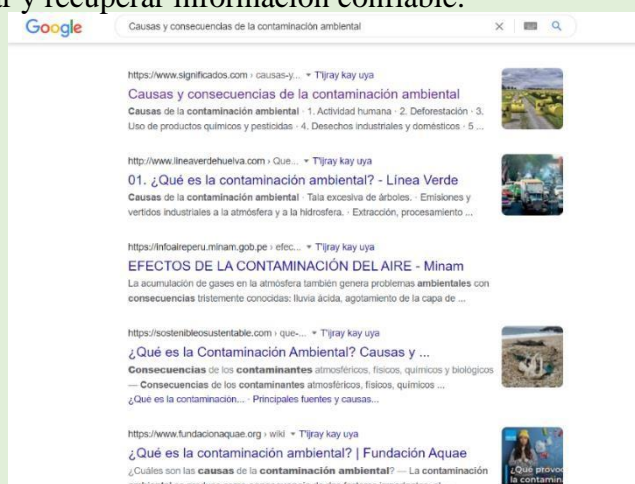 ar y recuperar información confiable.
Google
Causas y consecuencias de la contaminación ambiental
https://www.significados.com › causas-y... ▾ T'ijray kay uya
Causas y consecuencias de la contaminación ambiental
Causas de la contaminación ambiental · 1. Actividad humana · 2. Deforestación · 3.
Uso de productos químicos y pesticidas · 4. Desechos industriales y domésticos · 5 ...
http://www.lineaverdehuelva.com › Que... ▾ T'ijray kay uya
01. ¿Qué es la contaminación ambiental? - Línea Verde
Causas de la contaminación ambiental · Tala excesiva de árboles. · Emisiones y
vertidos industriales a la atmósfera y a la hidrosfera. · Extracción, procesamiento ...
https://infoaireperu.minam.gob.pe › efec... ▾ T'ijray kay uya
EFECTOS DE LA CONTAMINACIÓN DEL AIRE - Minam
La acumulación de gases en la atmósfera también genera problemas ambientales con
consecuencias tristemente conocidas: lluvia ácida, agotamiento de la capa de ...
https://sostenibleosustentable.com › que-... ▾ T'ijray kay uya
¿Qué es la Contaminación Ambiental? Causas y ...
Consecuencias de los contaminantes atmosféricos, físicos, químicos y biológicos
— Consecuencias de los contaminantes atmosféricos, físicos, químicos ...
¿Qué es la contaminación... · Principales fuentes y causas...
https://www.fundacionaquae.org › wiki ▾ T'ijray kay uya
¿Qué es la contaminación ambiental? | Fundación Aquae
¿Cuáles son las causas de la contaminación ambiental? — La contaminación
¿Qué provoc
la contamin